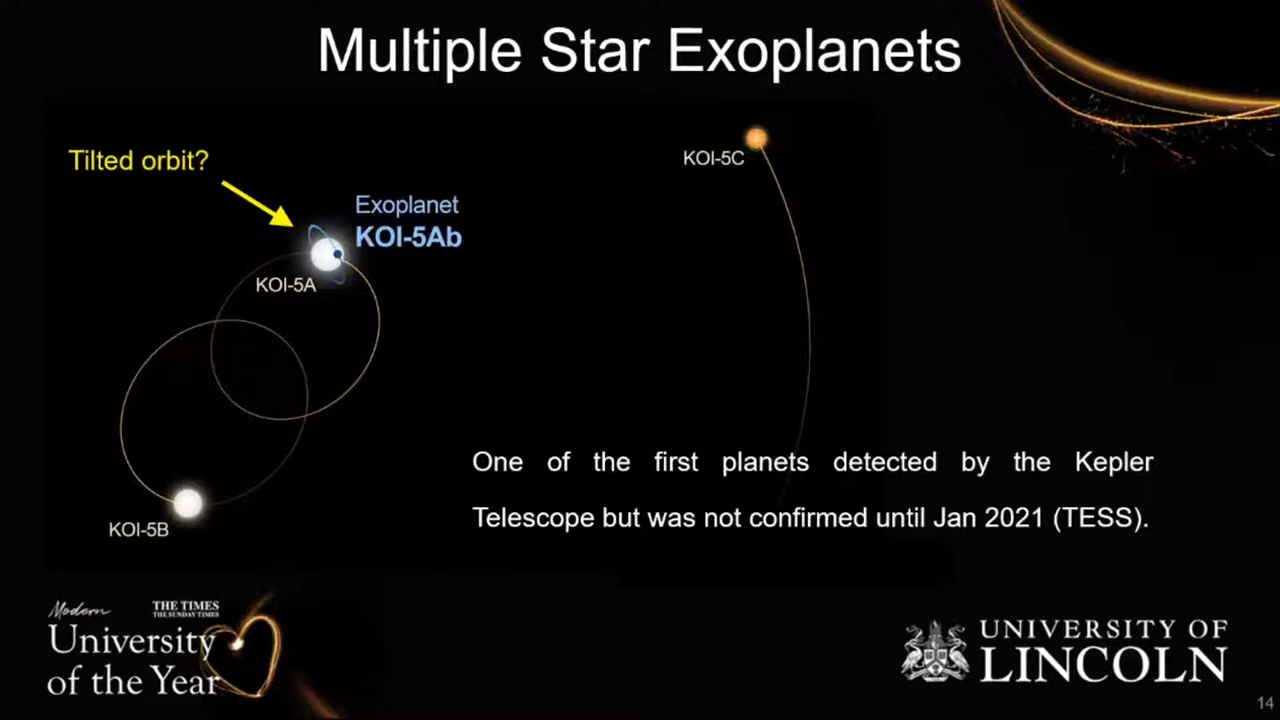 Multiple Star Exoplanets
Tilted orbit?
KOI-5C
Exoplanet
KOI-5Ab
KOI-5A
One of the first planets detected by the Kepler
Telescope but was not confirmed until Jan 2021 (TESS).
KOI-5B
Modern
THE TIMES
THE SUNDAY TIMES
University
of the Year
UNIVERSITY OF
LINCOLN
14